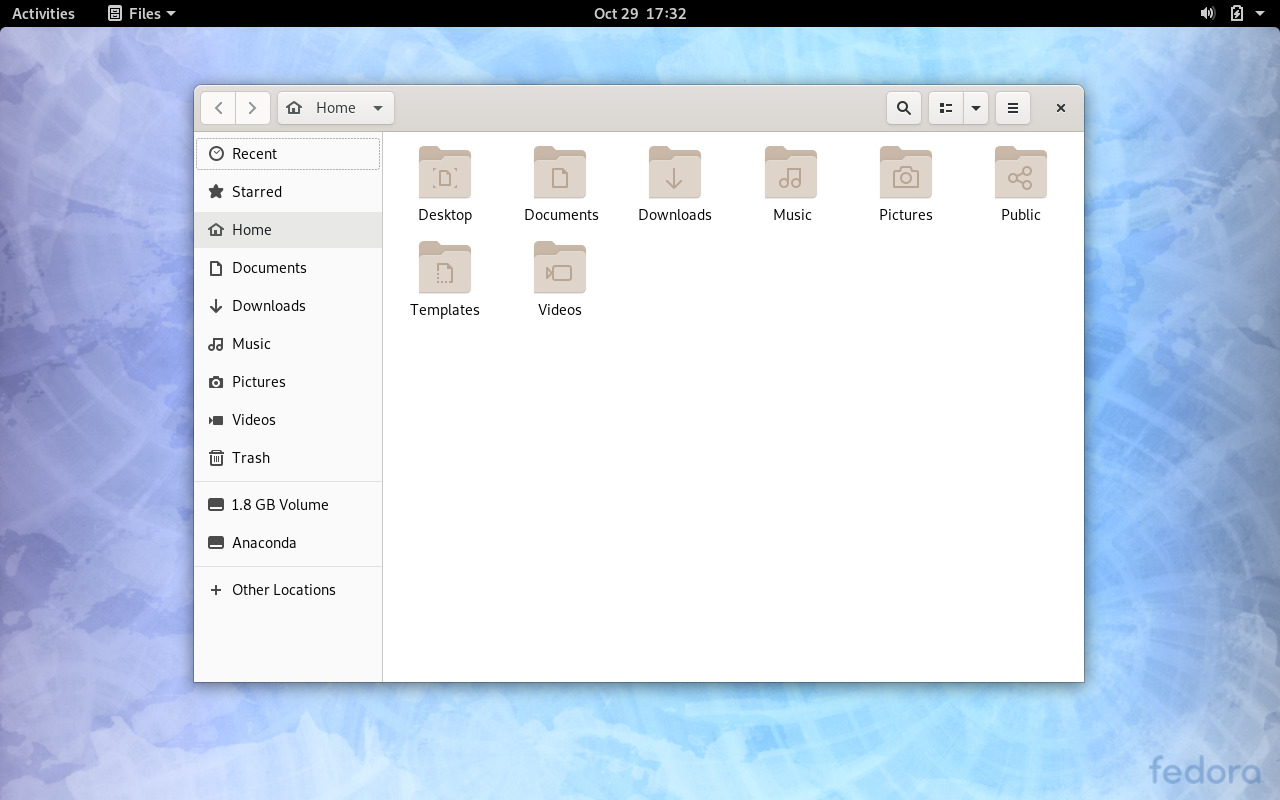 Activities Files Oct 29 17:32
Home
Recent
Starred
Home
Documents
Downloads
Music
Pictures
Videos
Trash
1.8 GB Volume
Anaconda
Other Locations
Desktop Documents Downloads Music Pictures Public
Templates Videos
fedora